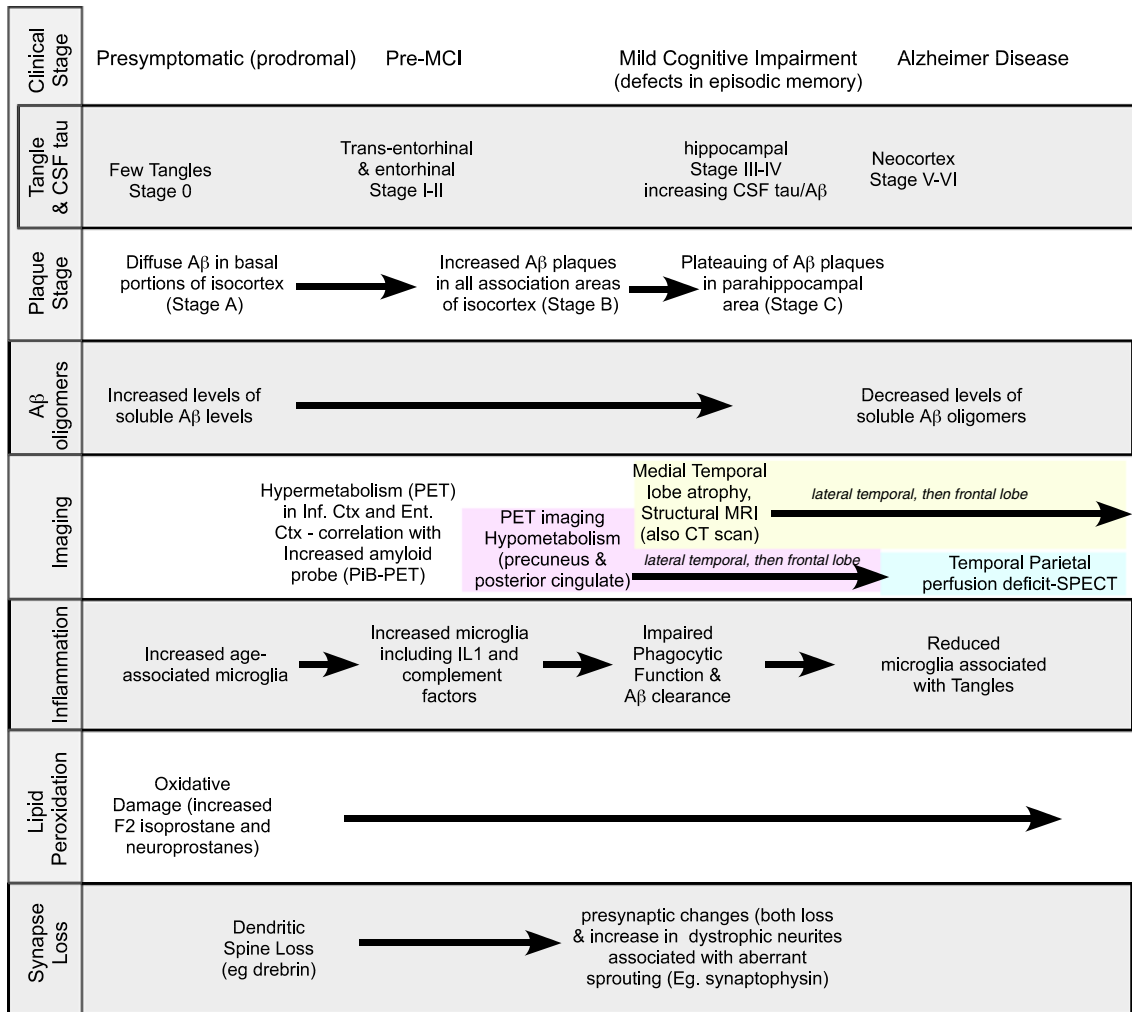 Clinical
Stage
Presymptomatic (prodromal)
Pre-MCI
Mild Cognitive Impairment
(defects in episodic memory)
Alzheimer Disease
Tangle
& CSF tau
Few Tangles
Stage 0
Trans-entorhinal
& entorhinal
Stage I-II
hippocampal
Stage III-IV
increasing CSF tau/Aβ
Neocortex
Stage V-VI
Plaque
Stage
Diffuse Aβ in basal
portions of isocortex
(Stage A)
Increased Aβ plaques
in all association areas
of isocortex (Stage B)
Plateauing of Aβ plaques
in parahippocampal
area (Stage C)
Aβ
oligomers
Increased levels of
soluble Aβ levels
Decreased levels of
soluble Aβ oligomers
Imaging
Hypermetabolism (PET)
in Inf. Ctx and Ent.
Ctx - correlation with
Increased amyloid
probe (PiB-PET)
PET imaging
Hypometabolism
(precuneus &
posterior cingulate)
Medial Temporal
lobe atrophy,
Structural MRI
(also CT scan)
lateral temporal, then frontal lobe
lateral temporal, then frontal lobe
Temporal Parietal
perfusion deficit-SPECT
Inflammation
Increased age-
associated microglia
Increased microglia
including IL1 and
complement
factors
Impaired
Phagocytic
Function &
Aβ clearance
Reduced
microglia associated
with Tangles
Lipid
Peroxidation
Oxidative
Damage (increased
F2 isoprostane and
neuroprostanes)
Synapse
Loss
Dendritic
Spine Loss
(eg drebrin)
presynaptic changes (both loss
& increase in dystrophic neurites
associated with aberrant
sprouting (Eg. synaptophysin)